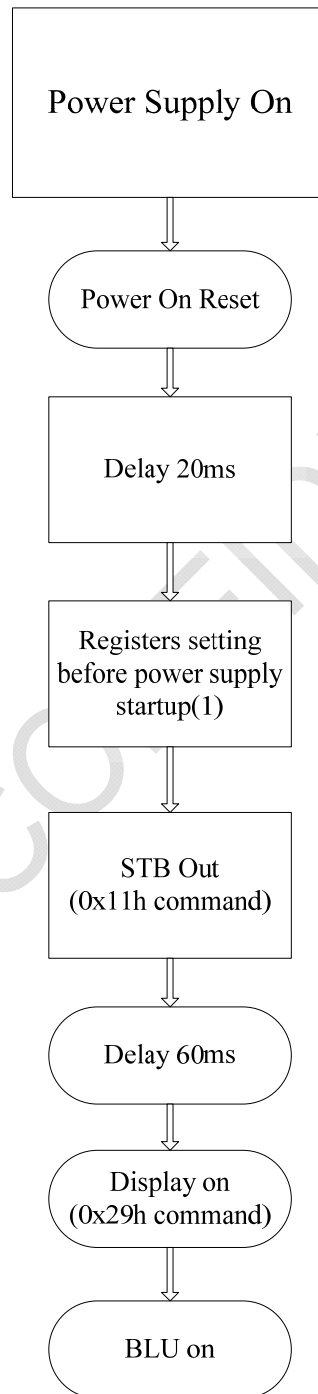 Power Supply On
Power On Reset
Delay 20ms
Registers setting
before power supply
startup(1)
STB Out
(0x11h command)
Delay 60ms
Display on
(0x29h command)
BLU on